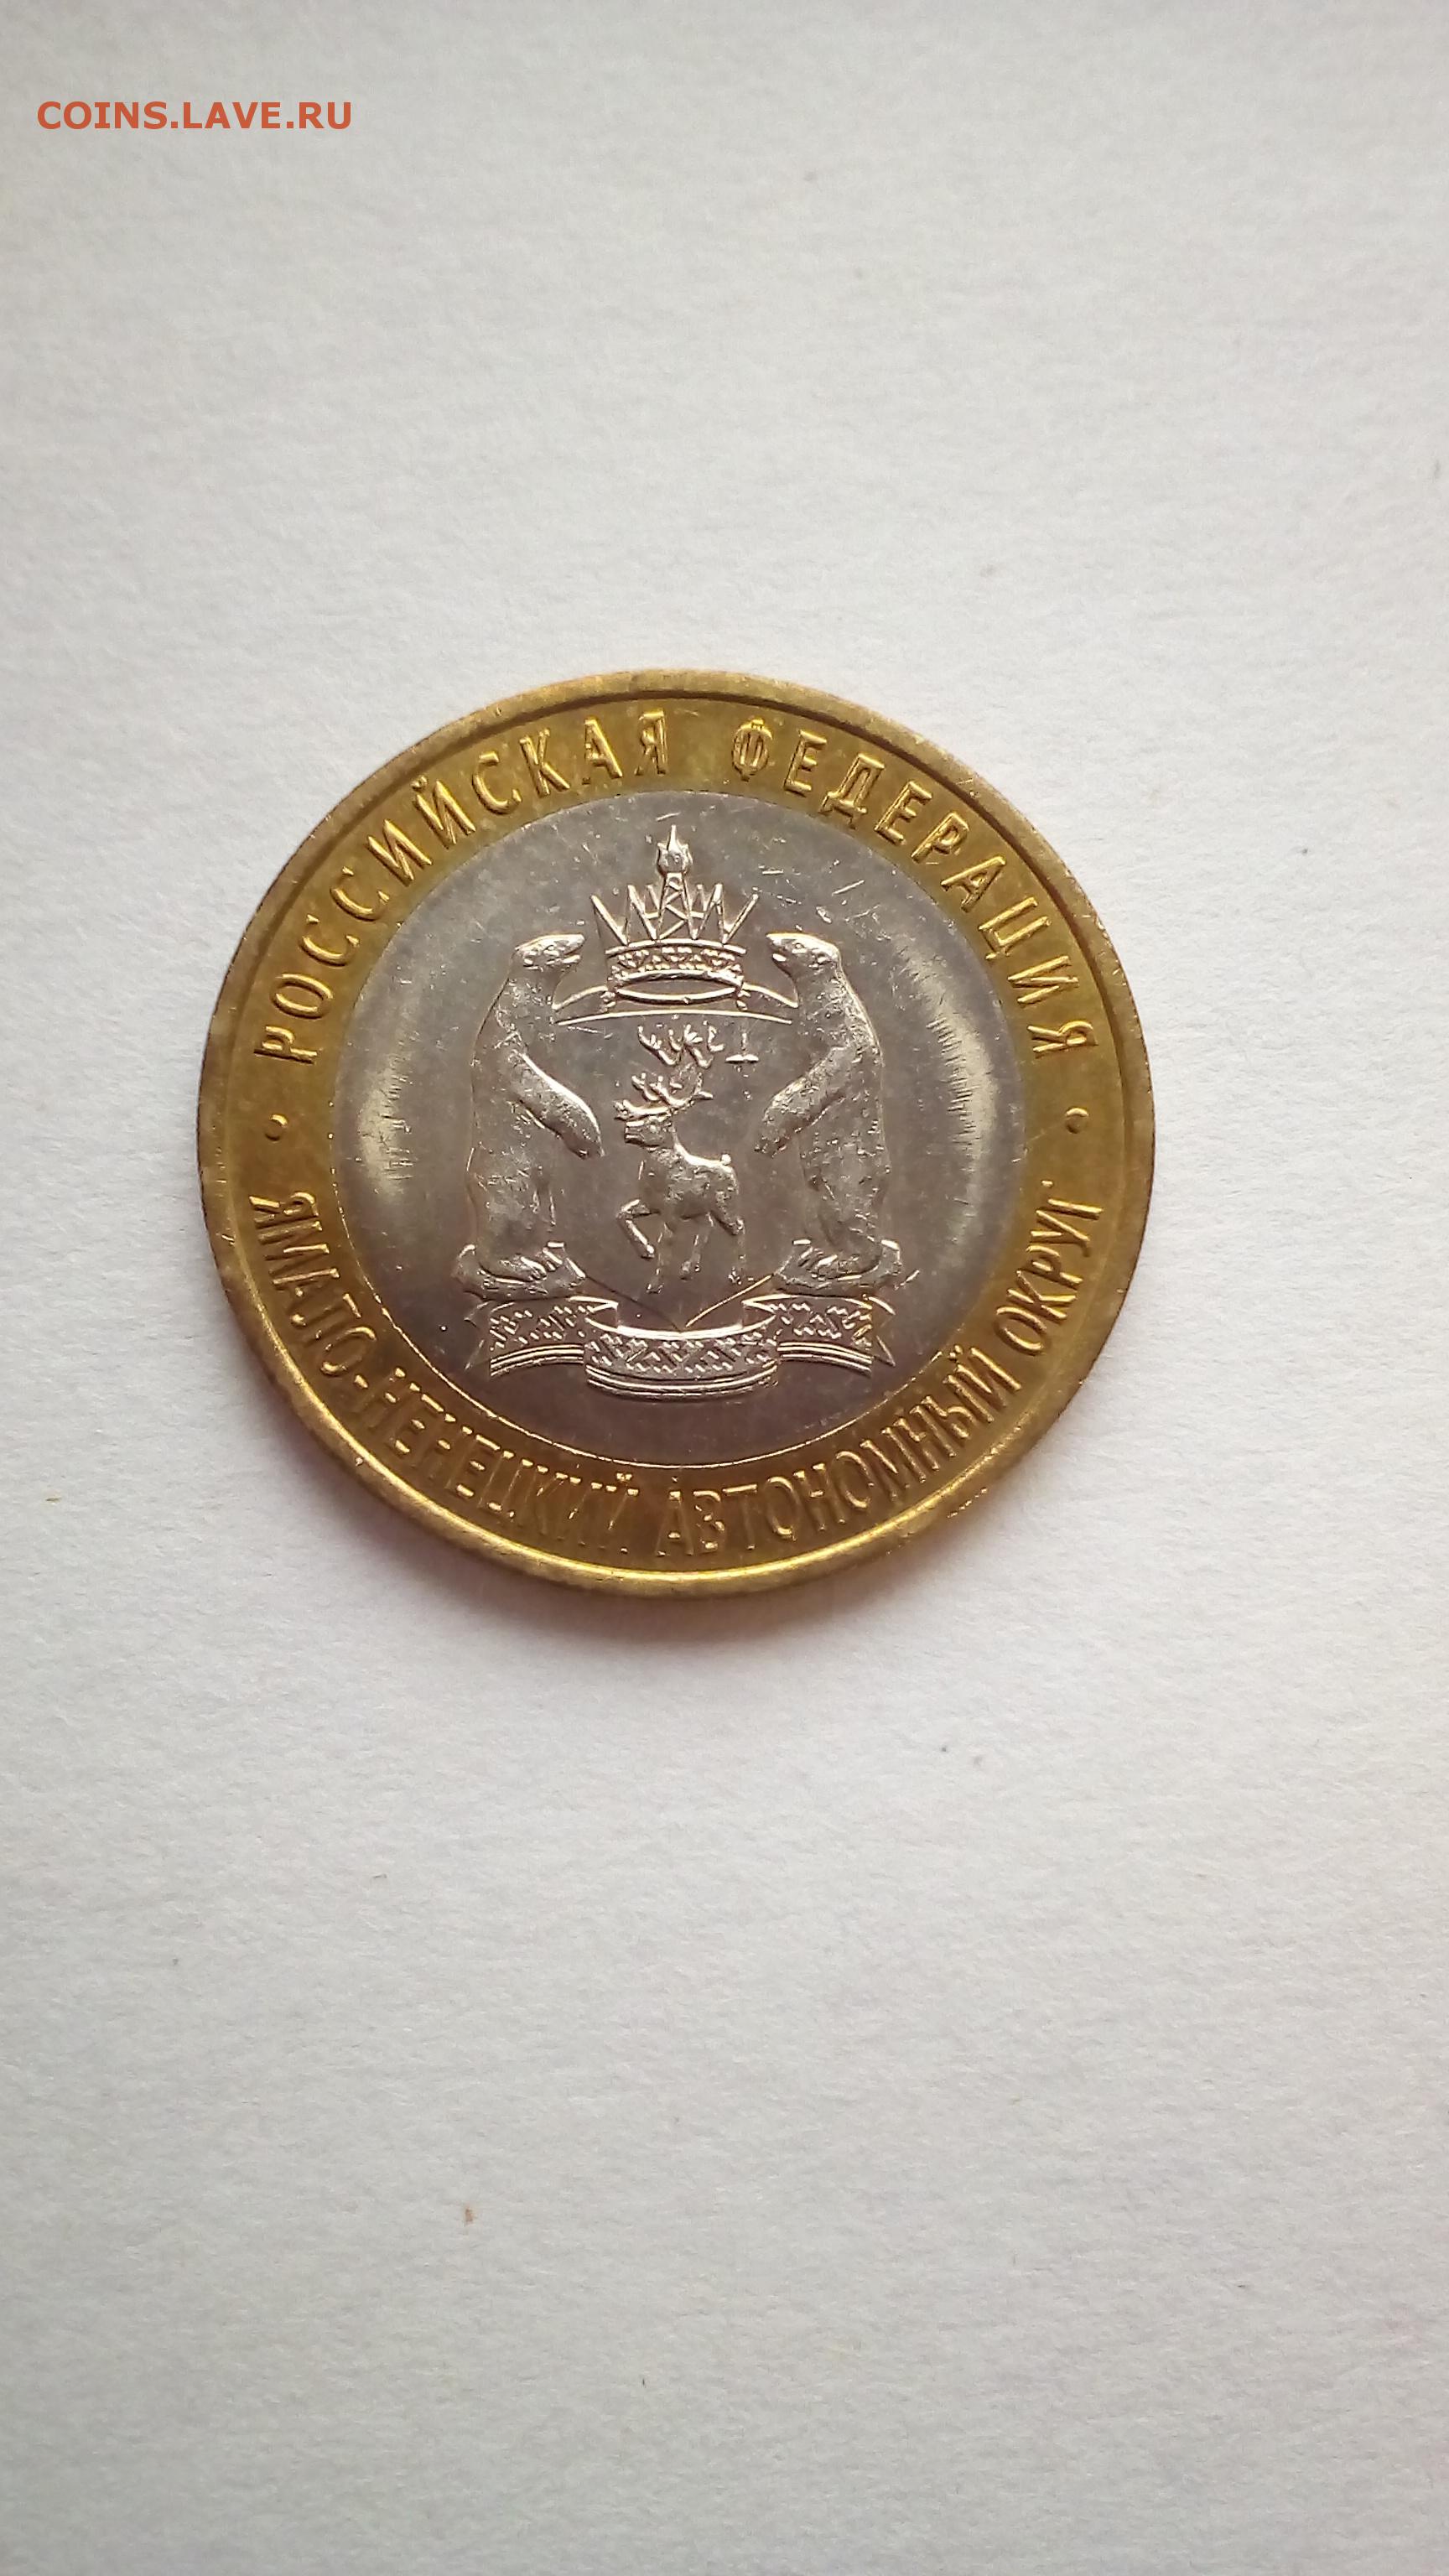 COINS.LAVE.RU
РОССИЙСКАЯ ФЕДЕРАЦИЯ
ЯМАЛО-НЕНЕЦКИЙ АВТОНОМНЫЙ ОКРУГ